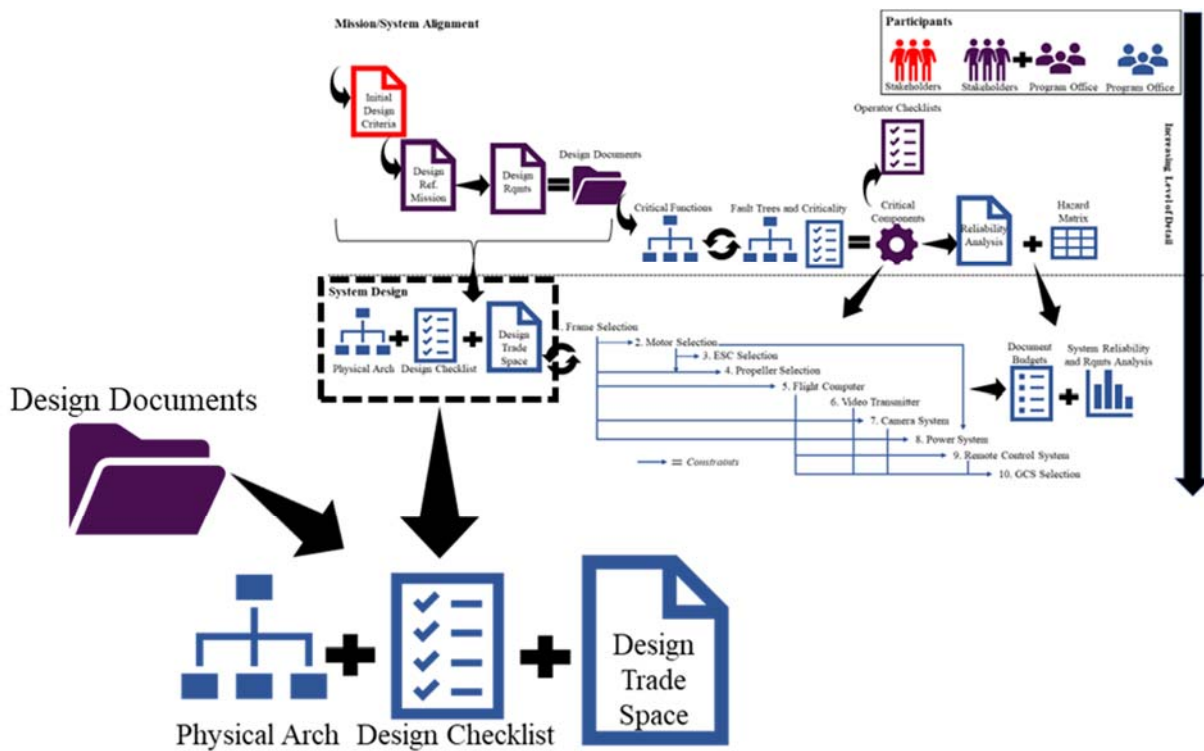 Mission/System Alignment
Participants
Stakeholders
Stakeholders
Program Office
Program Office
Initial
Design
Criteria
Design
Ref.
Mission
Design
Rqmts
Design Documents
Operator Checklists
Critical Functions
Fault Trees and Criticality
Critical
Components
Reliability
Analysis
Hazard
Matrix
Increasing Level of Detail
System Design
Physical Arch
Design Checklist
Design
Trade
Space
1. Frame Selection
2. Motor Selection
3. ESC Selection
4. Propeller Selection
5. Flight Computer
6. Video Transmitter
7. Camera System
8. Power System
9. Remote Control System
10. GCS Selection
= Constraints
Document
Budgets
System Reliability
and Rqmts Analysis
Design Documents
Physical Arch
Design Checklist
Design
Trade
Space